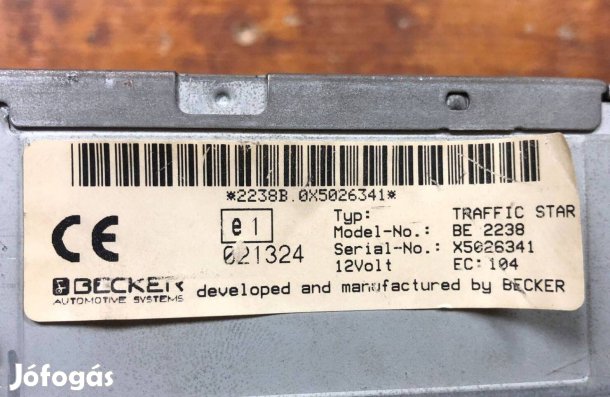 *2238B.0X5026341*
CE
e1
021324
Typ: TRAFFIC STAR
Model-No.: BE 2238
Serial-No.: X5026341
12Volt EC: 104
BECKER
AUTOMOTIVE SYSTEMS
developed and manufactured by BECKER
Jófogás